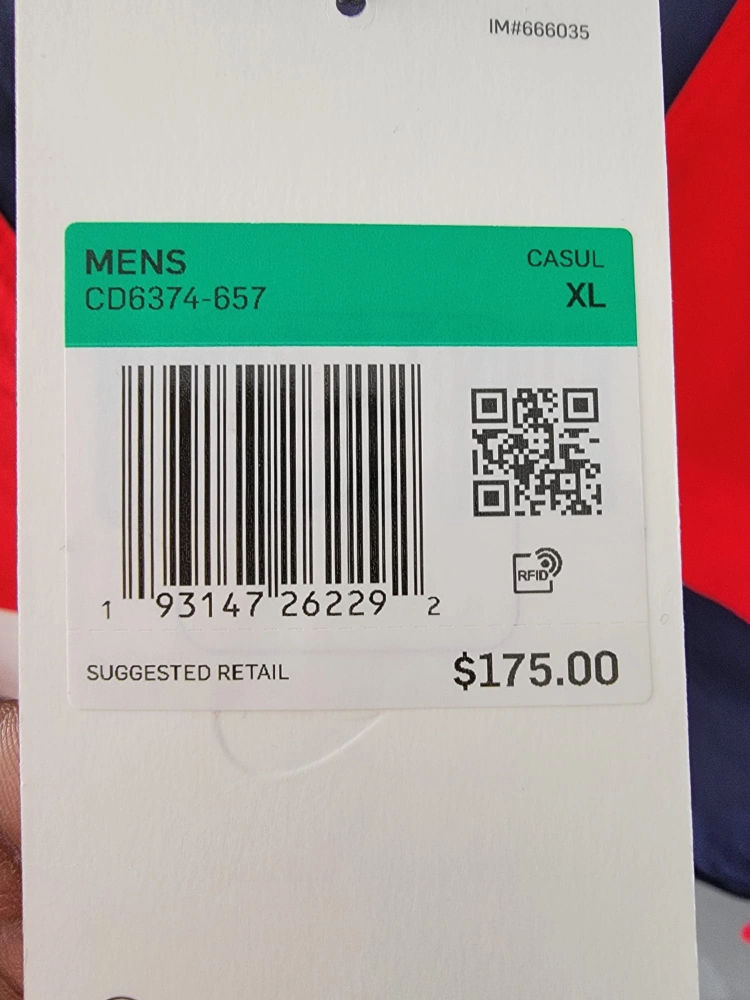 IM#666035
MENS
CASUL
CD6374-657
XL
RFID
1 93147 26229 2
SUGGESTED RETAIL
$175.00